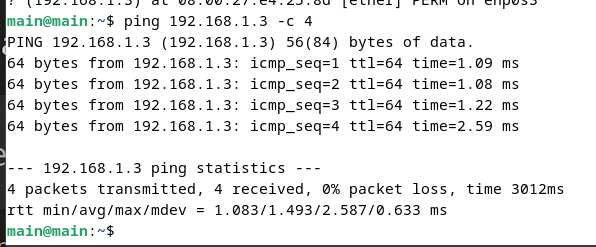 ? (192.168.1.3) at 08:00:27:e4:25:8d [ether] PERM on enp0s3
main@main:~$ ping 192.168.1.3 -c 4
PING 192.168.1.3 (192.168.1.3) 56(84) bytes of data.
64 bytes from 192.168.1.3: icmp_seq=1 ttl=64 time=1.09 ms
64 bytes from 192.168.1.3: icmp_seq=2 ttl=64 time=1.08 ms
64 bytes from 192.168.1.3: icmp_seq=3 ttl=64 time=1.22 ms
64 bytes from 192.168.1.3: icmp_seq=4 ttl=64 time=2.59 ms

--- 192.168.1.3 ping statistics ---
4 packets transmitted, 4 received, 0% packet loss, time 3012ms
rtt min/avg/max/mdev = 1.083/1.493/2.587/0.633 ms
main@main:~$